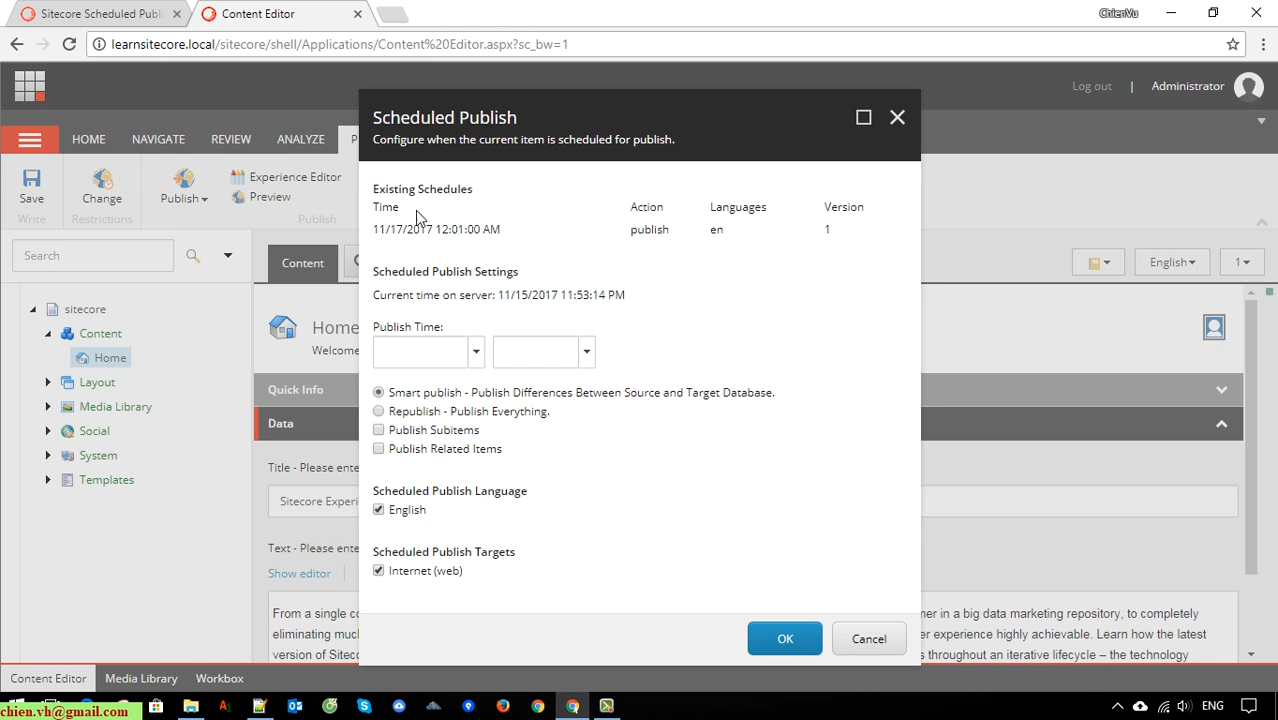 Sitecore Scheduled Publi
Content Editor
ChienVu
learnsitecore.local/sitecore/shell/Applications/Content%20Editor.aspx?sc_bw=1
Log out | Administrator
Scheduled Publish
Configure when the current item is scheduled for publish.
HOME NAVIGATE REVIEW ANALYZE P
Save
Write
Change
Restrictions
Publish
Experience Editor
Preview
Publish
Search
Content
English
1
sitecore
Content
Home
Layout
Media Library
Social
System
Templates
Home
Welcome
Quick Info
Data
Title - Please ente
Sitecore Experi
Text - Please ente
Show editor
From a single co
mer in a big data marketing repository, to completely
eliminating muc
er experience highly achievable. Learn how the latest
version of Siteco
s throughout an iterative lifecycle – the technology
Existing Schedules
Time Action Languages Version
11/17/2017 12:01:00 AM publish en 1
Scheduled Publish Settings
Current time on server: 11/15/2017 11:53:14 PM
Publish Time:
Smart publish - Publish Differences Between Source and Target Database.
Republish - Publish Everything.
Publish Subitems
Publish Related Items
Scheduled Publish Language
English
Scheduled Publish Targets
Internet (web)
OK
Cancel
Content Editor Media Library Workbox
chien.vh@gmail.com
ENG